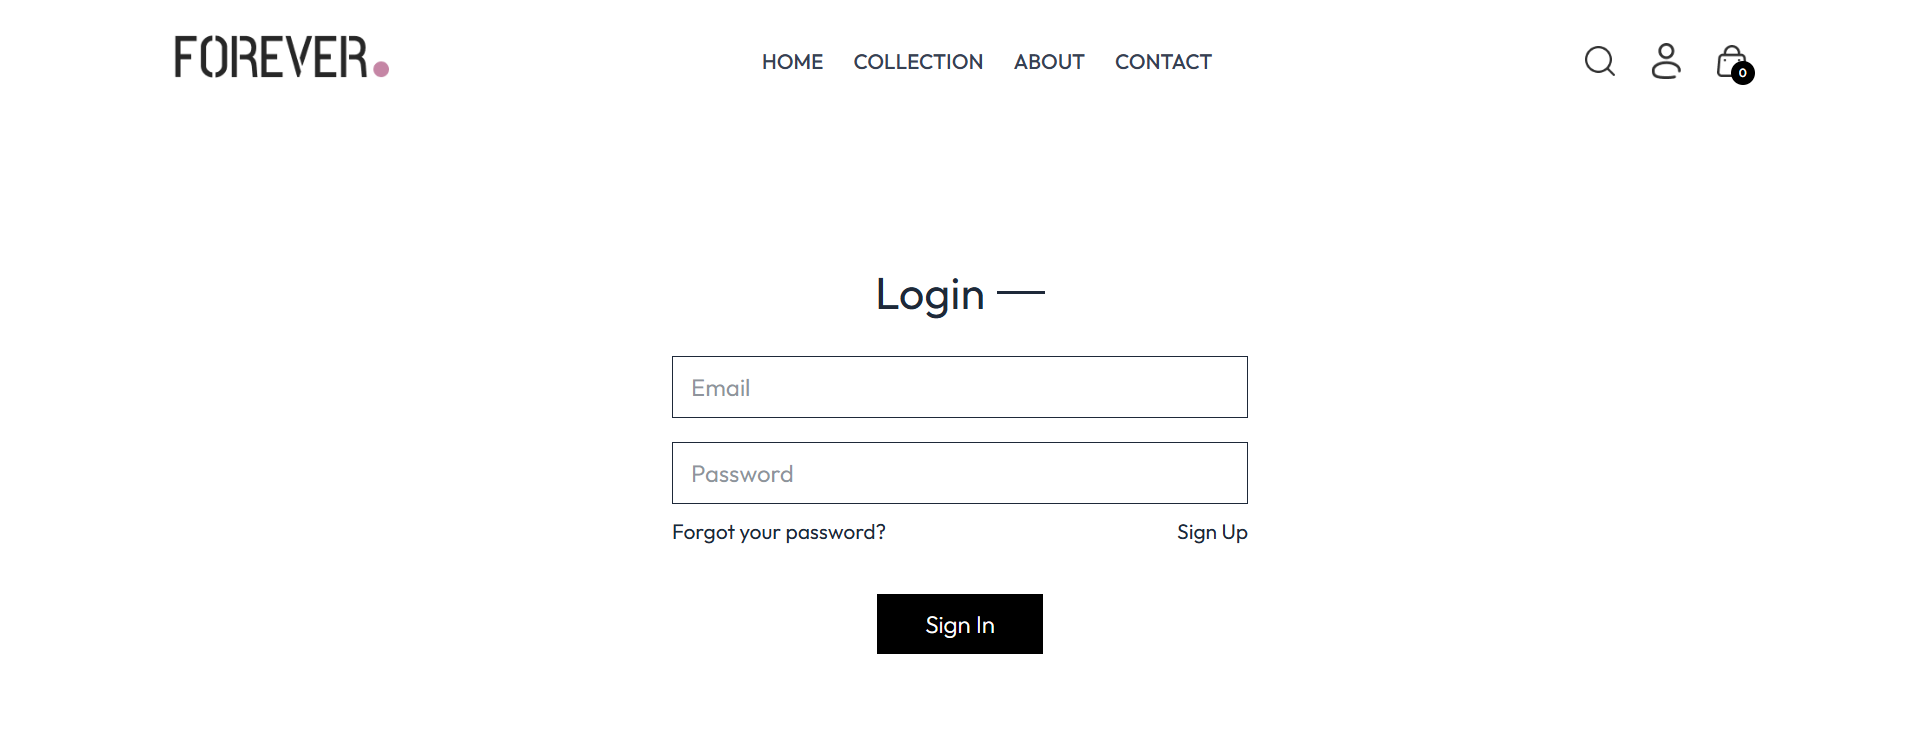 FOREVER.
HOME COLLECTION ABOUT CONTACT
0
Login
Email
Password
Forgot your password? Sign Up
Sign In